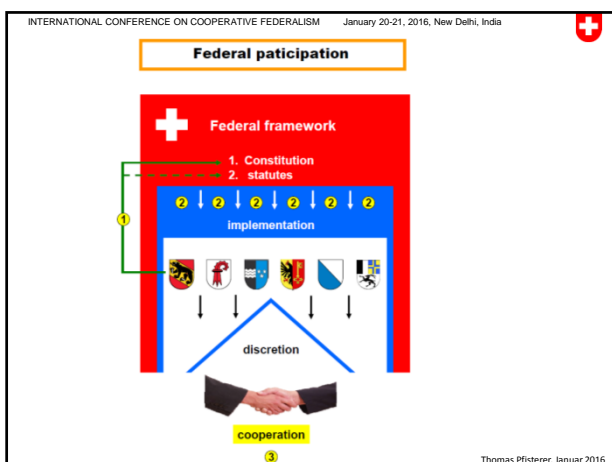 INTERNATIONAL CONFERENCE ON COOPERATIVE FEDERALISM January 20-21, 2016, New Delhi, India
Federal paticipation
Federal framework
1. Constitution
2. statutes
2 2 2 2 2 2
1
implementation
discretion
cooperation
3
Thomas Pfisterer, Januar 2016